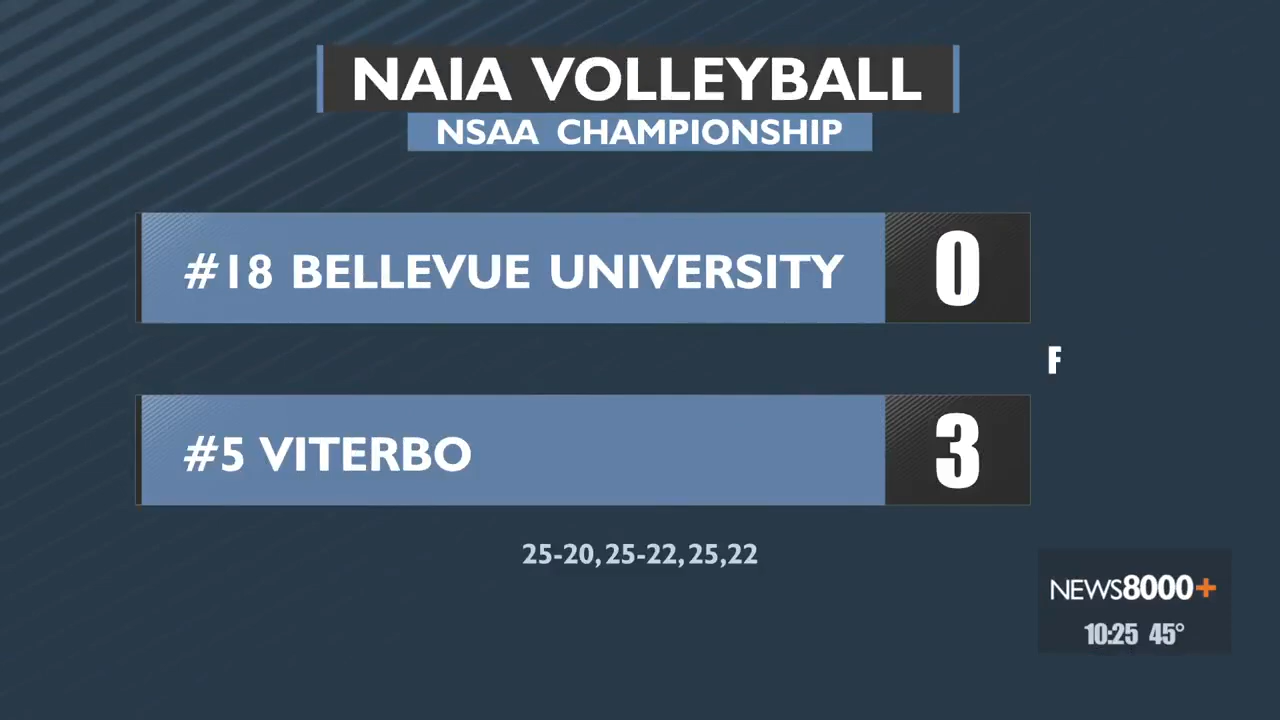 NAIA VOLLEYBALL
NSAA CHAMPIONSHIP
#18 BELLEVUE UNIVERSITY 0
F
#5 VITERBO 3
25-20, 25-22, 25,22
NEWS8000+
10:25 45°